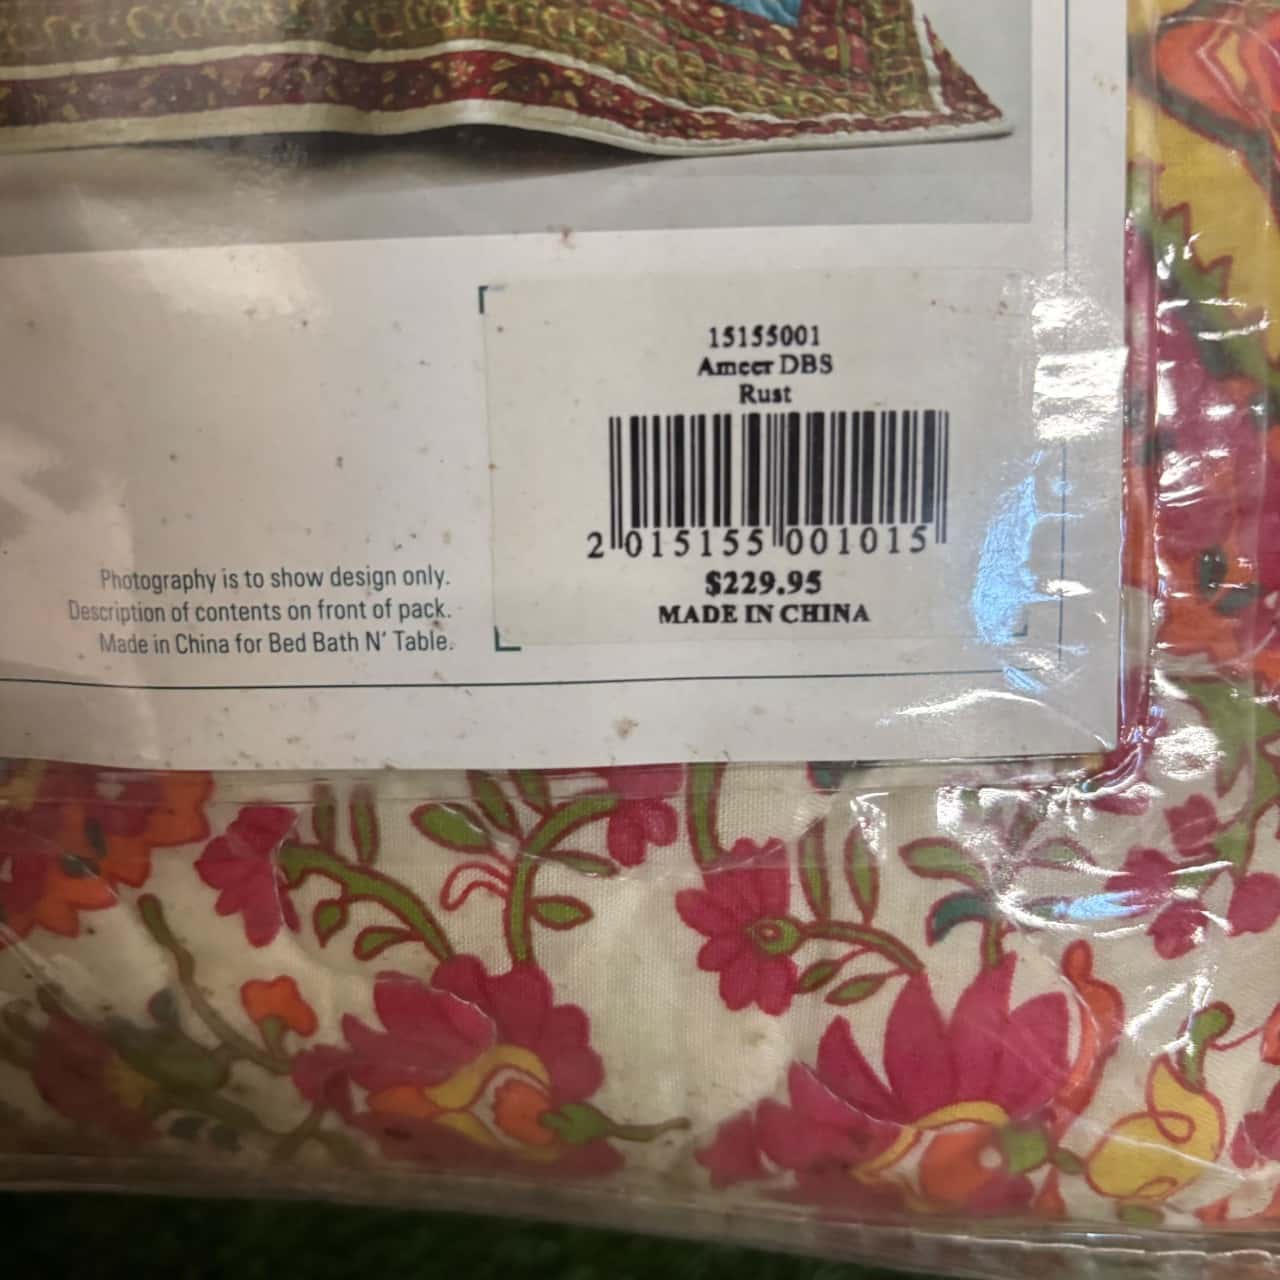 15155001
Ameer DBS
Rust
2 015155 001015
$229.95
MADE IN CHINA
Photography is to show design only.
Description of contents on front of pack.
Made in China for Bed Bath N' Table.